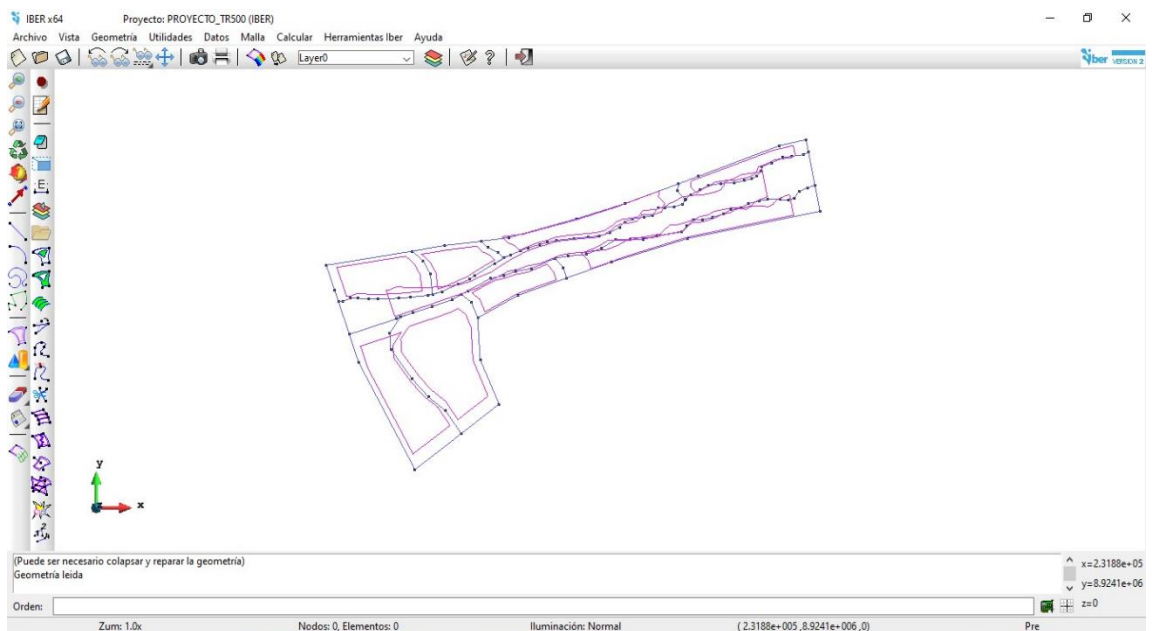 IBER x64 Proyecto: PROYECTO_TR500 (IBER)
Archivo Vista Geometría Utilidades Datos Malla Calcular Herramientas Iber Ayuda
Layer0
iber VERSION 2
E
y
x
(Puede ser necesario colapsar y reparar la geometría)
Geometría leida
x=2.3188e+05
y=8.9241e+06
z=0
Orden:
Zum: 1.0x Nodos: 0, Elementos: 0 Iluminación: Normal (2.3188e+005 ,8.9241e+006 ,0) Pre